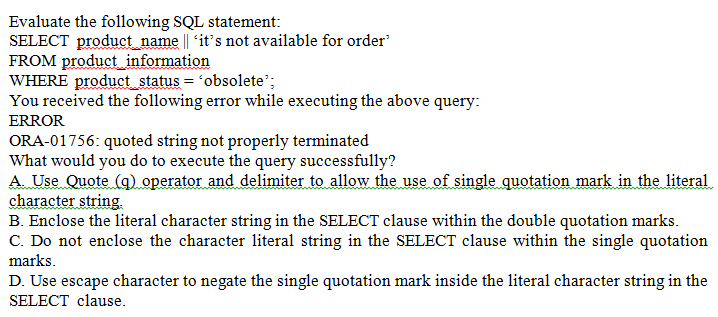 Evaluate the following SQL statement:
SELECT product_name || ‘it’s not available for order’
FROM product_information
WHERE product_status = ‘obsolete’;
You received the following error while executing the above query:
ERROR
ORA-01756: quoted string not properly terminated
What would you do to execute the query successfully?
A. Use Quote (q) operator and delimiter to allow the use of single quotation mark in the literal
character string.
B. Enclose the literal character string in the SELECT clause within the double quotation marks.
C. Do not enclose the character literal string in the SELECT clause within the single quotation
marks.
D. Use escape character to negate the single quotation mark inside the literal character string in the
SELECT clause.